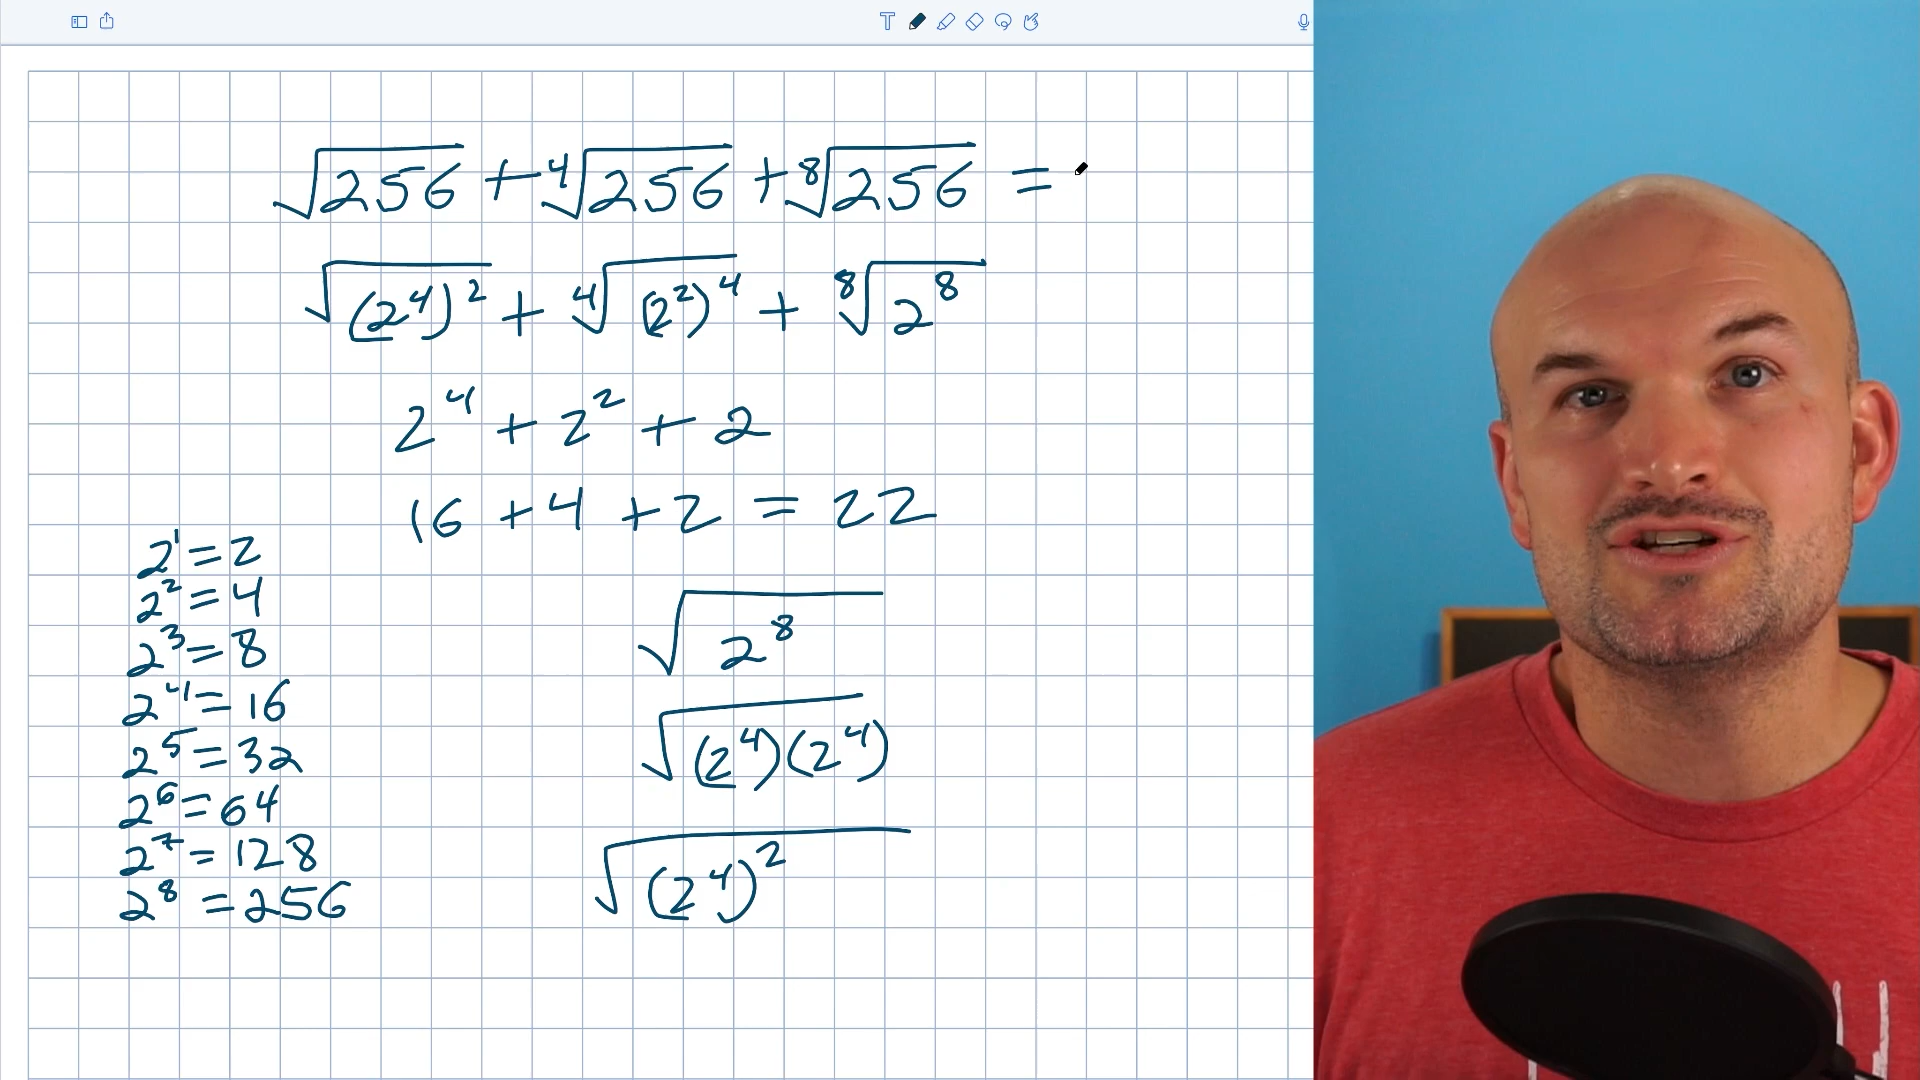 √256 + ⁴√256 + ⁸√256 =
√(2⁴)² + ⁴√(2²)⁴ + ⁸√2⁸
2⁴ + 2² + 2
16 + 4 + 2 = 22
2¹ = 2
2² = 4
2³ = 8
2⁴ = 16
2⁵ = 32
2⁶ = 64
2⁷ = 128
2⁸ = 256
√2⁸
√(2⁴)(2⁴)
√(2⁴)²